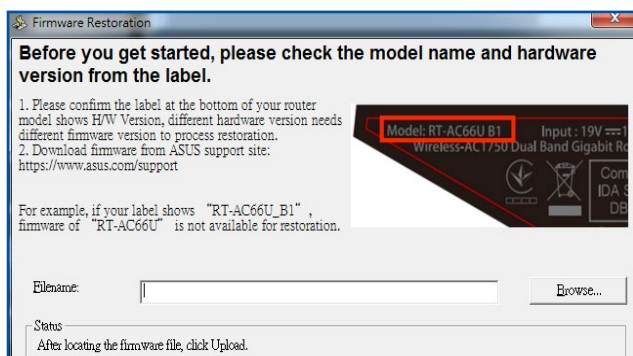 Firmware Restoration
Before you get started, please check the model name and hardware
version from the label.
1. Please confirm the label at the bottom of your router
model shows H/W Version, different hardware version needs
different firmware version to process restoration.
2. Download firmware from ASUS support site:
https://www.asus.com/support
For example, if your label shows “RT-AC66U_B1”,
firmware of “RT-AC66U” is not available for restoration.
Model: RT-AC66U B1 Input : 19V
Wireless-AC1750 Dual Band Gigabit
Com
IDA S
DB
Filename:
Browse...
Status
After locating the firmware file, click Upload.